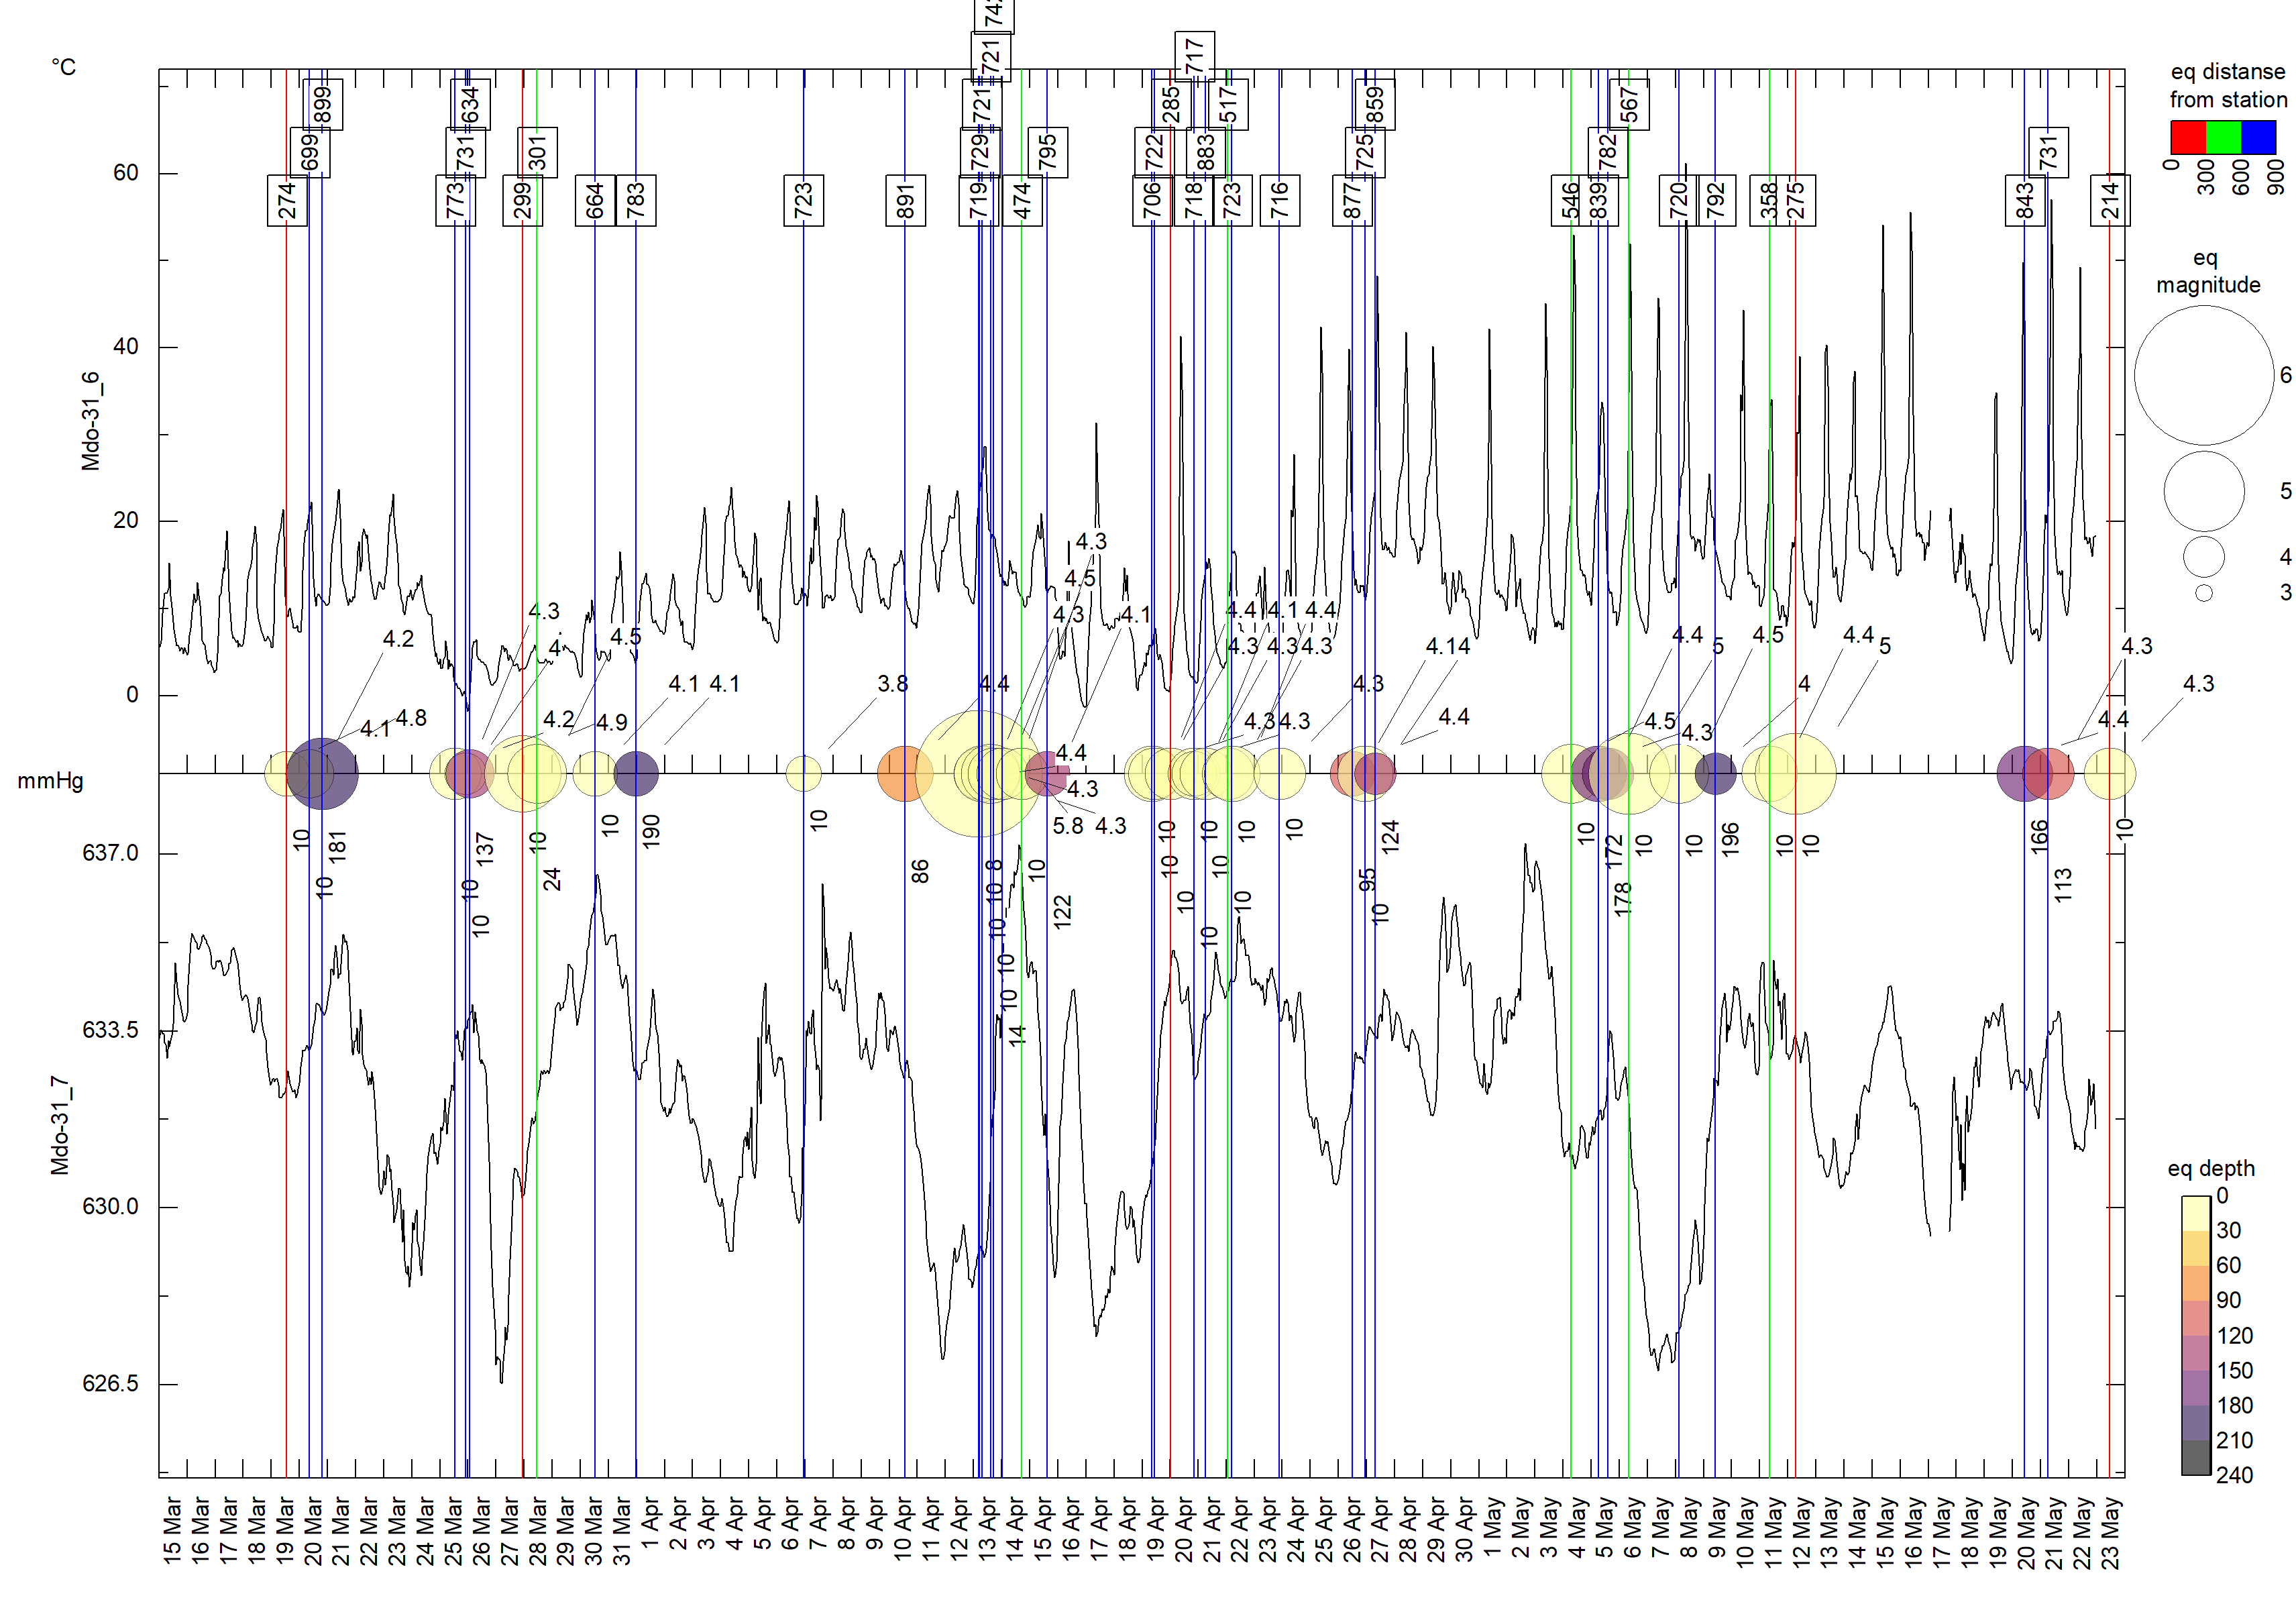 742
721
717
°C
eq distanse
from station
899
634
721
285
517
859
567
0
300
600
900
699
731
301
729
795
722
883
725
782
731
60
274
773
299
664
783
723
891
719
474
706
718
723
716
877
546
839
720
792
358
275
843
214
eq
magnitude
6
5
4
3
40
Mdo-31_6
20
0
4.3
4.5
4.3
4.3
4.1
4.4
4.1
4.4
4.2
4
4.5
4.3
4.3
4.3
4.14
4.4
5
4.5
4.4
5
4.3
4.1
4.1
3.8
4.4
4.3
4
4.3
4.1
4.8
4.2
4.9
4.3
4.3
4.4
4.5
4.3
4.4
4.4
mmHg
4.3
5.8
4.3
10
181
10
137
10
10
10
24
10
190
10
86
8
10
10
10
10
14
10
122
10
10
10
10
10
10
10
10
10
95
10
124
10
172
178
10
10
196
10
10
166
113
10
637.0
633.5
630.0
626.5
Mdo-31_7
eq depth
0
30
60
90
120
150
180
210
240
15 Mar
16 Mar
17 Mar
18 Mar
19 Mar
20 Mar
21 Mar
22 Mar
23 Mar
24 Mar
25 Mar
26 Mar
27 Mar
28 Mar
29 Mar
30 Mar
31 Mar
1 Apr
2 Apr
3 Apr
4 Apr
5 Apr
6 Apr
7 Apr
8 Apr
9 Apr
10 Apr
11 Apr
12 Apr
13 Apr
14 Apr
15 Apr
16 Apr
17 Apr
18 Apr
19 Apr
20 Apr
21 Apr
22 Apr
23 Apr
24 Apr
25 Apr
26 Apr
27 Apr
28 Apr
29 Apr
30 Apr
1 May
2 May
3 May
4 May
5 May
6 May
7 May
8 May
9 May
10 May
11 May
12 May
13 May
14 May
15 May
16 May
17 May
18 May
19 May
20 May
21 May
22 May
23 May